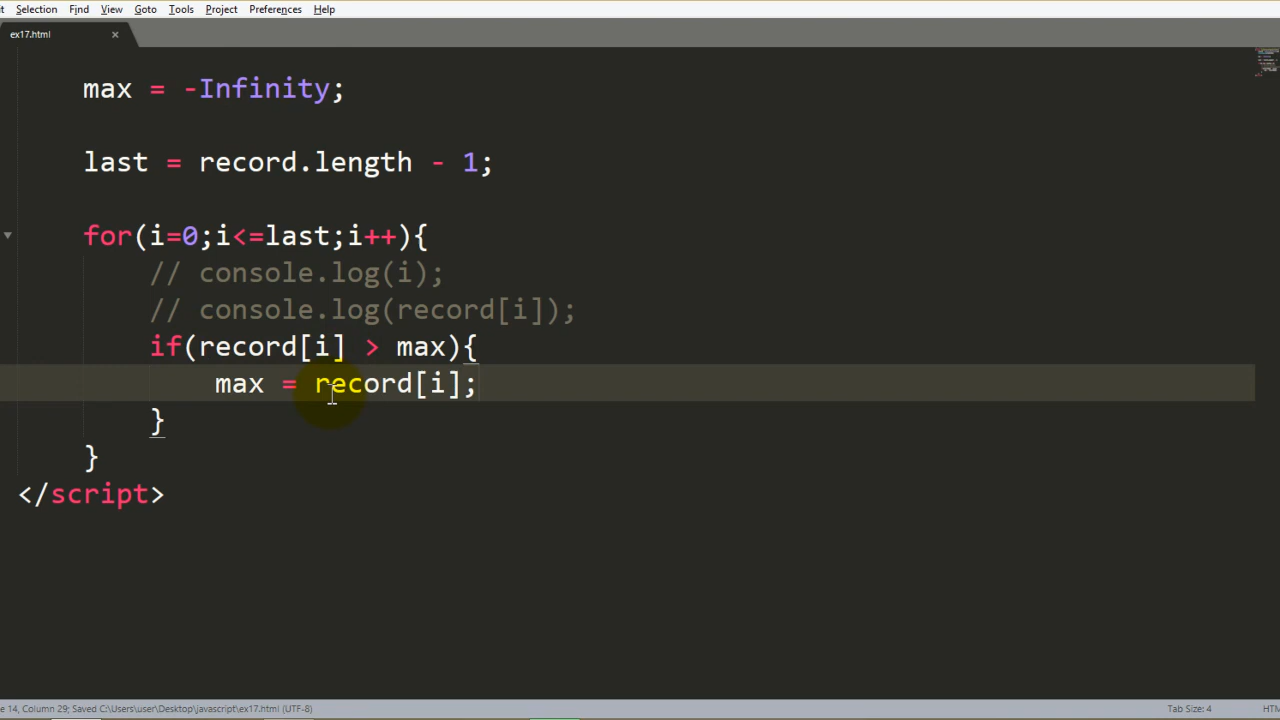 Selection Find View Goto Tools Project Preferences Help
ex17.html ×
max = -Infinity;
last = record.length - 1;
for(i=0;i<=last;i++){
// console.log(i);
// console.log(record[i]);
if(record[i] > max){
max = record[i];
}
}
</script>
14, Column 29; Saved C:\Users\user\Desktop\javascript\ex17.html (UTF-8) Tab Size: 4